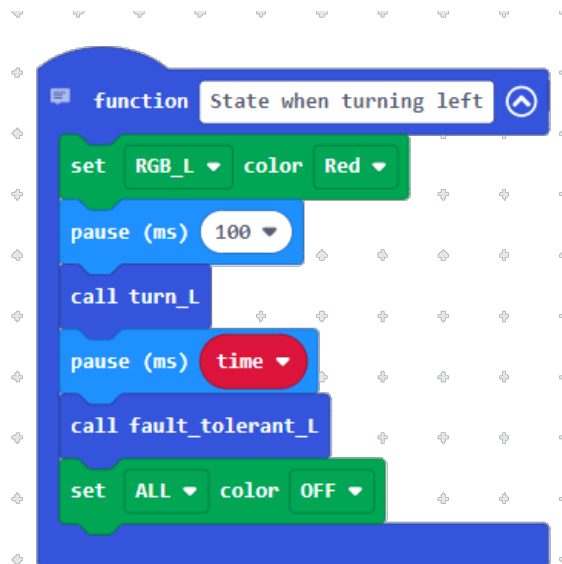 function State when turning left
set RGB_L color Red
pause (ms) 100
call turn_L
pause (ms) time
call fault_tolerant_L
set ALL color OFF